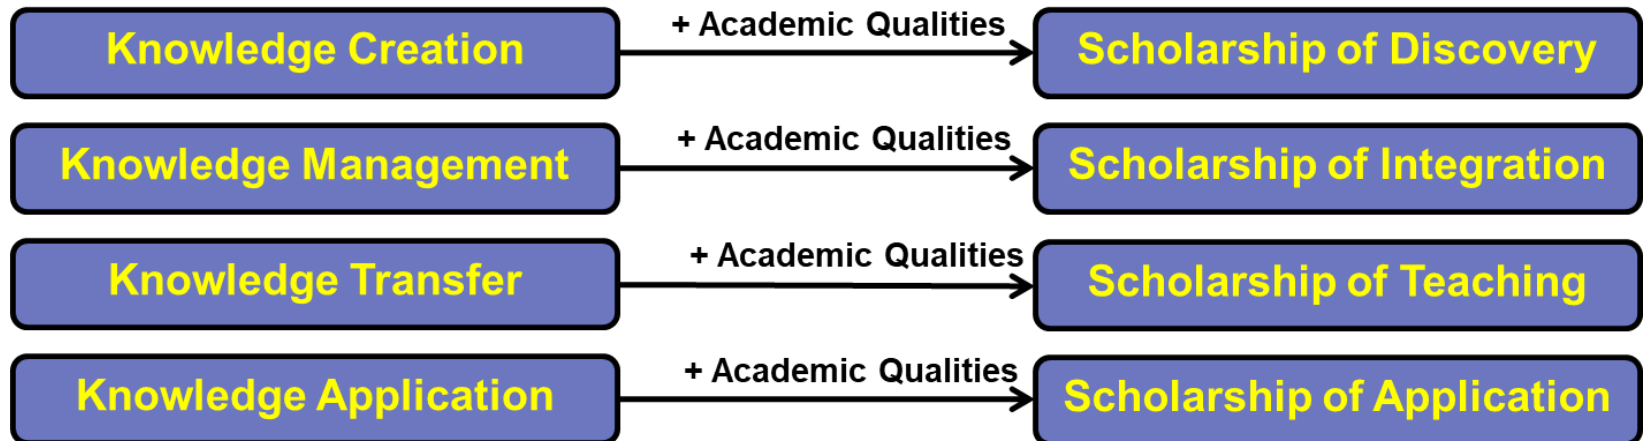 Knowledge Creation + Academic Qualities Scholarship of Discovery
Knowledge Management + Academic Qualities Scholarship of Integration
Knowledge Transfer + Academic Qualities Scholarship of Teaching
Knowledge Application + Academic Qualities Scholarship of Application